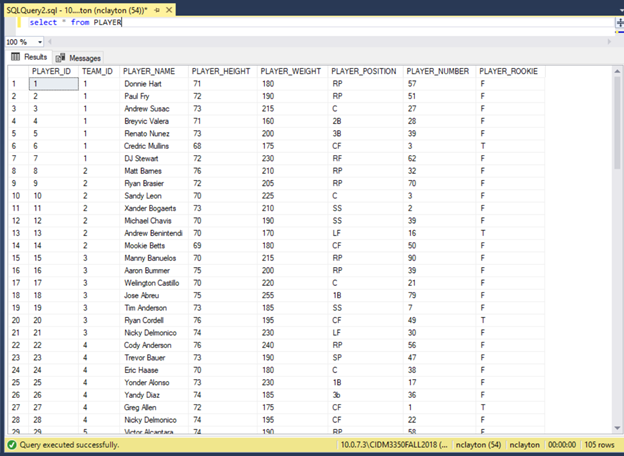 SQLQuery2.sql - 10....ton (nclayton (54))*
select * from PLAYER
100 %
Results Messages
PLAYER_ID TEAM_ID PLAYER_NAME PLAYER_HEIGHT PLAYER_WEIGHT PLAYER_POSITION PLAYER_NUMBER PLAYER_ROOKIE
1 1 1 Donnie Hart 71 180 RP 57 F
2 2 1 Paul Fry 72 190 RP 51 F
3 3 1 Andrew Susac 73 215 C 27 F
4 4 1 Breyvic Valera 71 160 2B 28 F
5 5 1 Renato Nunez 73 200 3B 39 F
6 6 1 Credric Mullins 68 175 CF 3 T
7 7 1 DJ Stewart 72 230 RF 62 F
8 8 2 Matt Barnes 76 210 RP 32 F
9 9 2 Ryan Brasier 72 205 RP 70 F
10 10 2 Sandy Leon 70 225 C 3 F
11 11 2 Xander Bogaerts 73 210 SS 2 F
12 12 2 Michael Chavis 70 190 SS 39 F
13 13 2 Andrew Benintendi 70 170 LF 16 T
14 14 2 Mookie Betts 69 180 CF 50 F
15 15 3 Manny Banuelos 70 215 RP 90 F
16 16 3 Aaron Bummer 75 200 RP 39 F
17 17 3 Welington Castillo 70 220 C 21 F
18 18 3 Jose Abreu 75 255 1B 79 F
19 19 3 Tim Anderson 73 185 SS 7 F
20 20 3 Ryan Cordell 76 195 CF 49 T
21 21 3 Nicky Delmonico 74 230 LF 30 F
22 22 4 Cody Anderson 76 240 RP 56 F
23 23 4 Trevor Bauer 73 190 SP 47 F
24 24 4 Eric Haase 70 180 C 38 F
25 25 4 Yonder Alonso 73 230 1B 17 F
26 26 4 Yandy Diaz 74 185 3b 36 F
27 27 4 Greg Allen 72 175 CF 1 T
28 28 4 Nicky Delmonico 74 195 CF 22 F
29 29 5 Victor Alcantara 74 190 RP 58 F
Query executed successfully. 10.0.7.3\CIDM3350FALL2018 (... nclayton (54) nclayton 00:00:00 105 rows